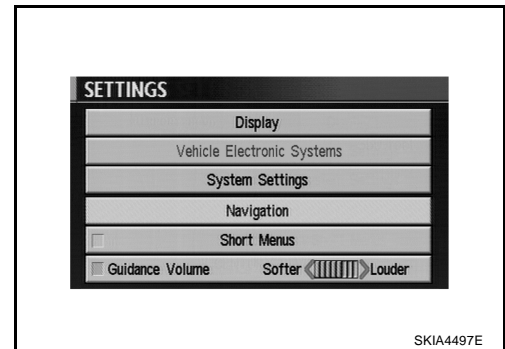 SETTINGS
Display
Vehicle Electronic Systems
System Settings
Navigation
Short Menus
Guidance Volume Softer Louder
SKIA4497E